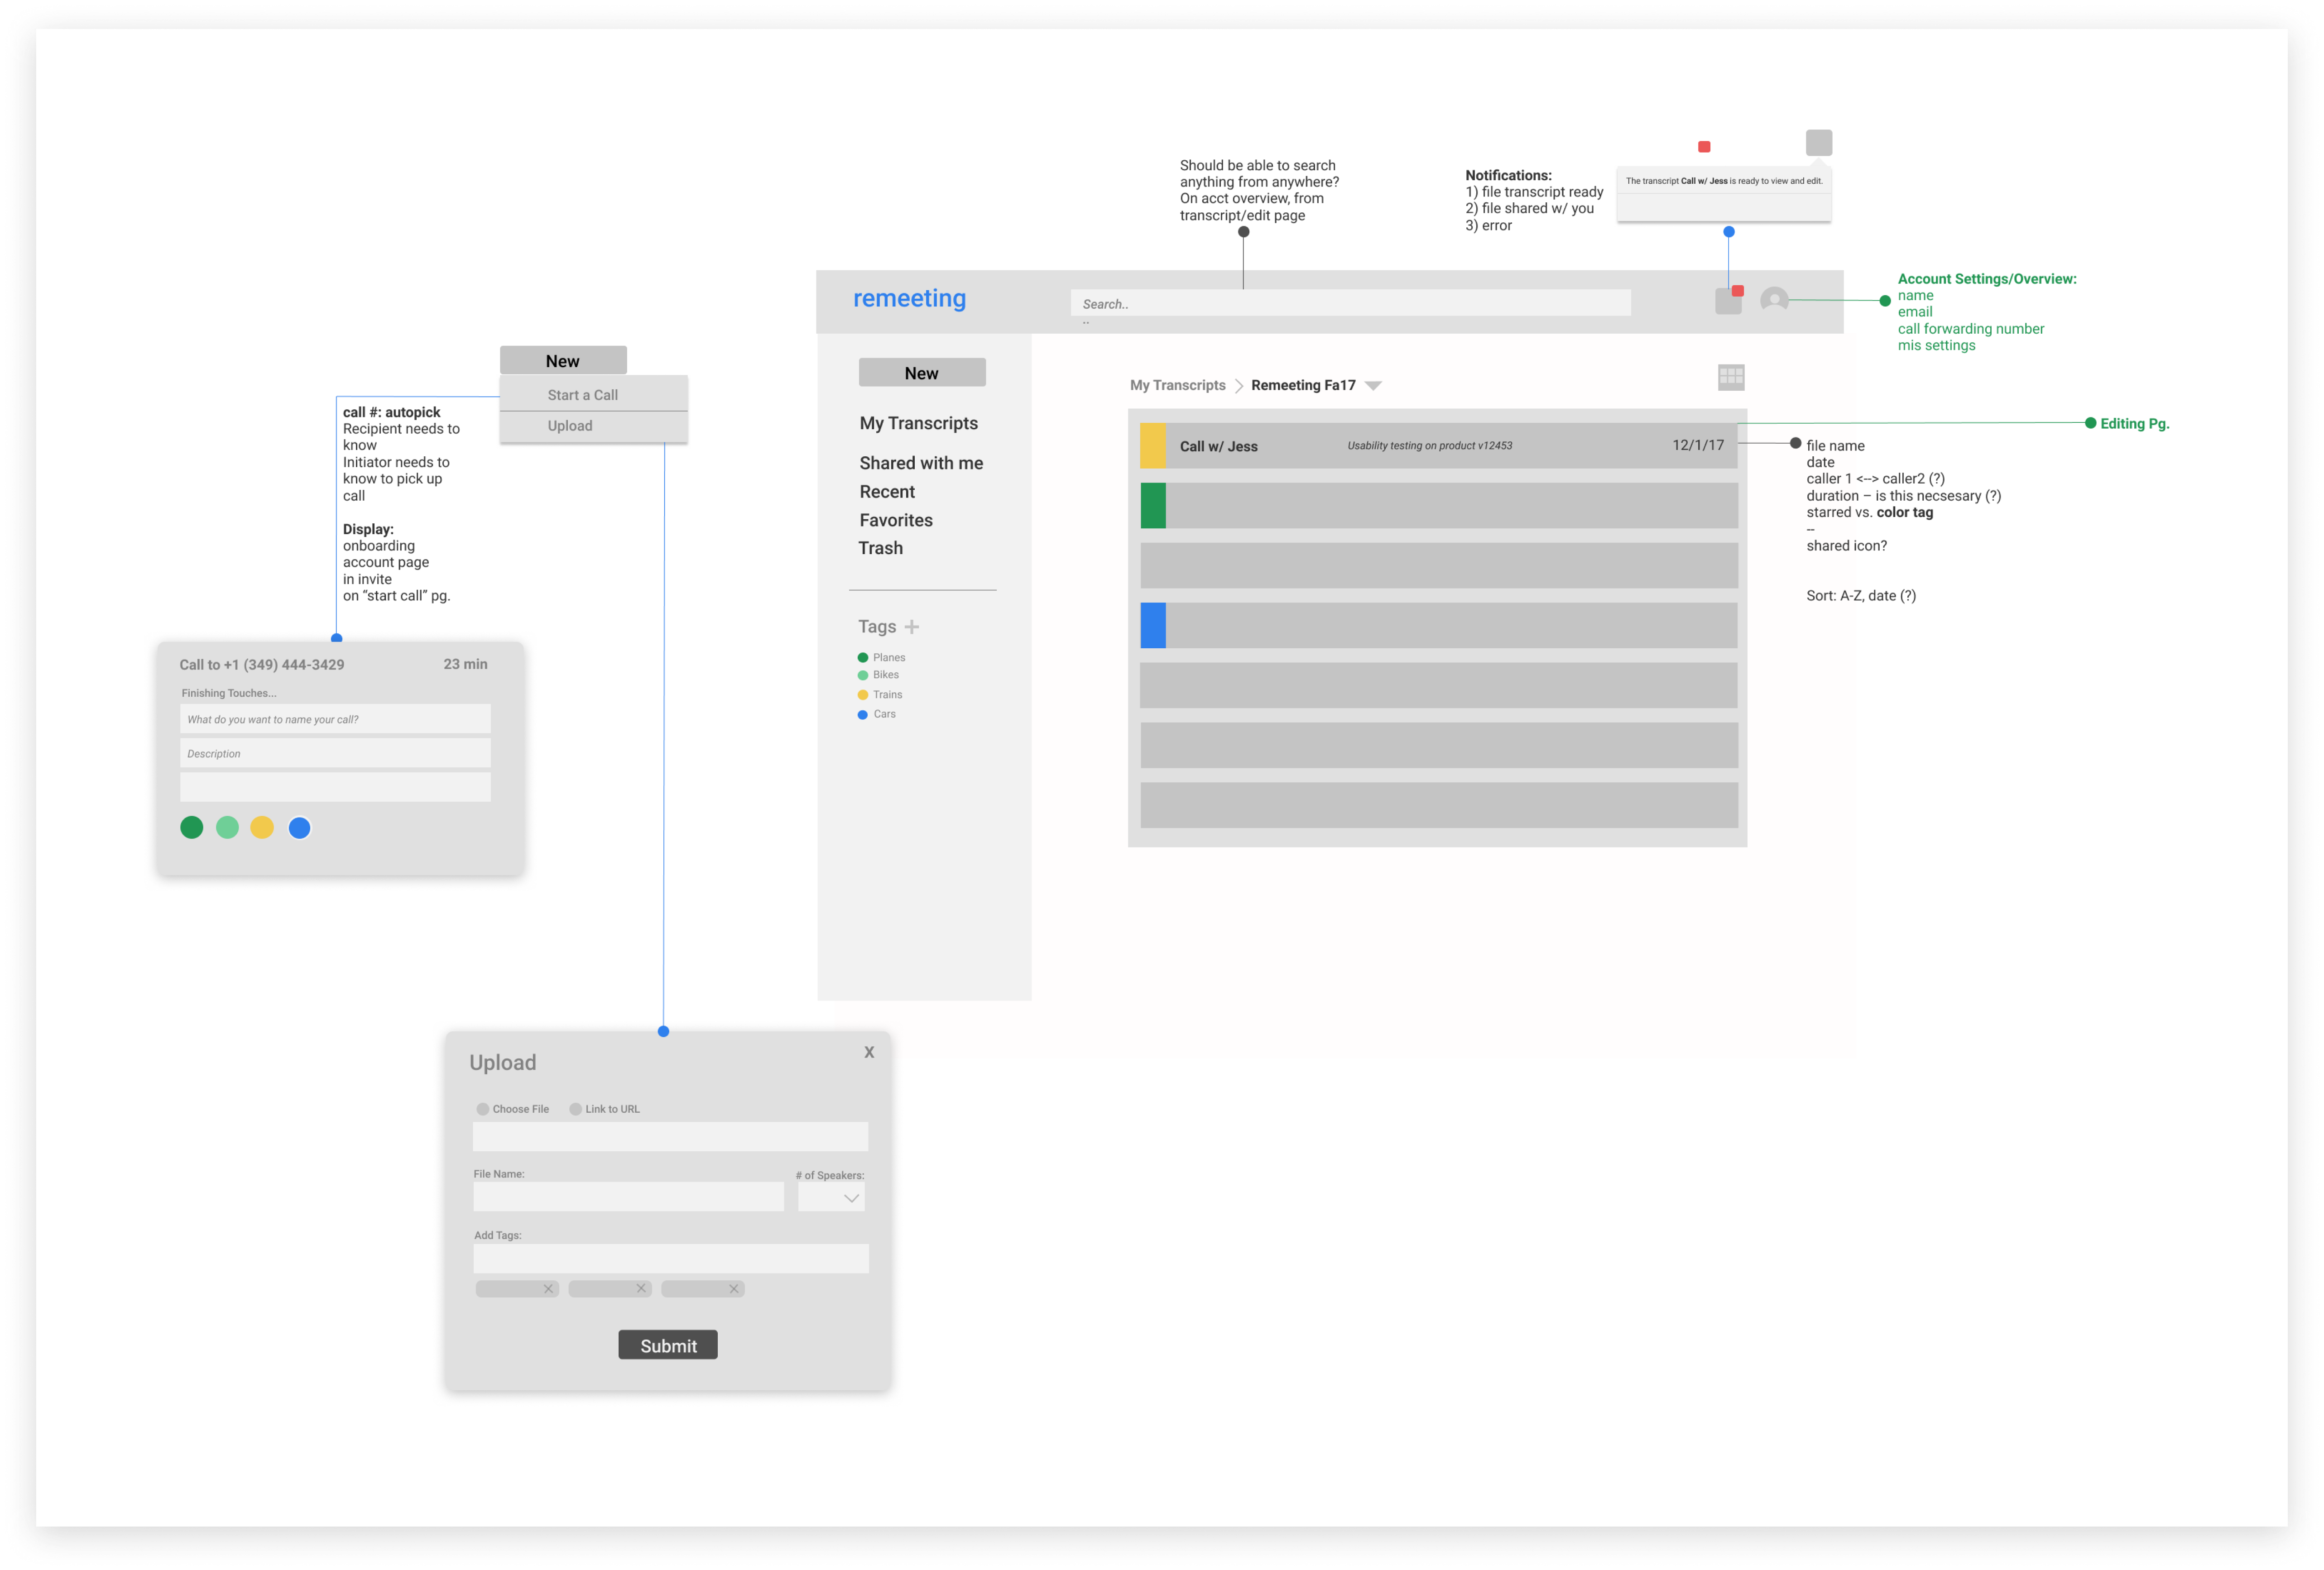 Should be able to search
anything from anywhere?
On acct overview, from
transcript/edit page
Notifications:
1) file transcript ready
2) file shared w/ you
3) error
The transcript Call w/ Jess is ready to view and edit.
remeeting
Search..
..
Account Settings/Overview:
name
email
call forwarding number
mis settings
New
Start a Call
Upload
call #: autopick
Recipient needs to
know
Initiator needs to
know to pick up
call
Display:
onboarding
account page
in invite
on “start call” pg.
New
My Transcripts
Shared with me
Recent
Favorites
Trash
Tags +
Planes
Bikes
Trains
Cars
My Transcripts > Remeeting Fa17
Call w/ Jess Usability testing on product v12453 12/1/17
Editing Pg.
file name
date
caller 1 <--> caller2 (?)
duration – is this necsesary (?)
starred vs. color tag
--
shared icon?
Sort: A-Z, date (?)
Call to +1 (349) 444-3429 23 min
Finishing Touches...
What do you want to name your call?
Description
Upload X
Choose File Link to URL
File Name: # of Speakers:
Add Tags:
Submit